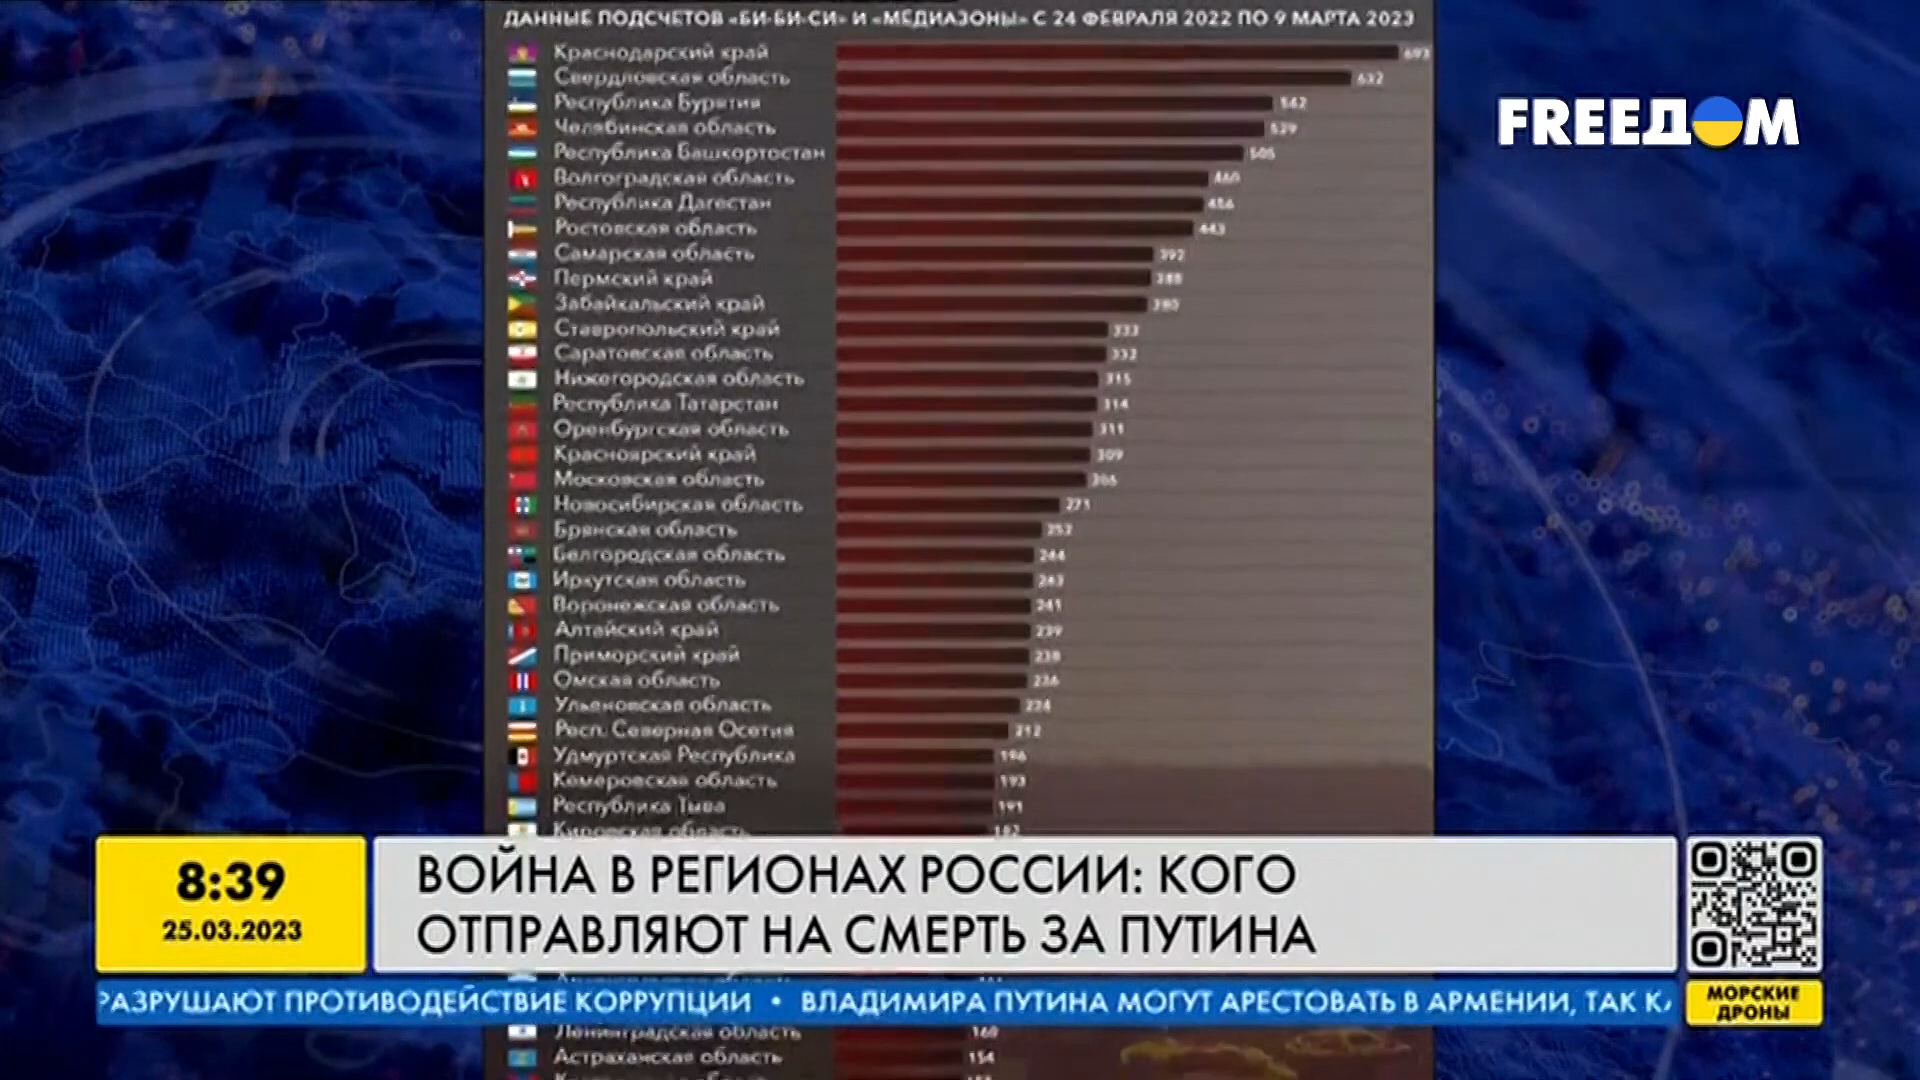 ДАННЫЕ ПОДСЧЕТОВ «БИ-БИ-СИ» И «МЕДИАЗОНЫ» С 24 ФЕВРАЛЯ 2022 ПО 9 МАРТА 2023
Краснодарский край 693
Свердловская область 632
Республика Бурятия 542
Челябинская область 529
Республика Башкортостан 505
Волгоградская область 460
Республика Дагестан 456
Ростовская область 443
Самарская область 392
Пермский край 388
Забайкальский край 380
Ставропольский край 333
Саратовская область 332
Нижегородская область 315
Республика Татарстан 314
Оренбургская область 311
Красноярский край 309
Московская область 306
Новосибирская область 271
Брянская область 252
Белгородская область 244
Иркутская область 243
Воронежская область 241
Алтайский край 239
Приморский край 238
Омская область 236
Ульяновская область 224
Респ. Северная Осетия 212
Удмуртская Республика 196
Кемеровская область 193
Республика Тыва 191
Кировская область 182
FREEДOM
8:39
25.03.2023
ВОЙНА В РЕГИОНАХ РОССИИ: КОГО
ОТПРАВЛЯЮТ НА СМЕРТЬ ЗА ПУТИНА
РАЗРУШАЮТ ПРОТИВОДЕЙСТВИЕ КОРРУПЦИИ • ВЛАДИМИРА ПУТИНА МОГУТ АРЕСТОВАТЬ В АРМЕНИИ, ТАК
МОРСКИЕ
ДРОНЫ
Ленинградская область 160
Астраханская область 154